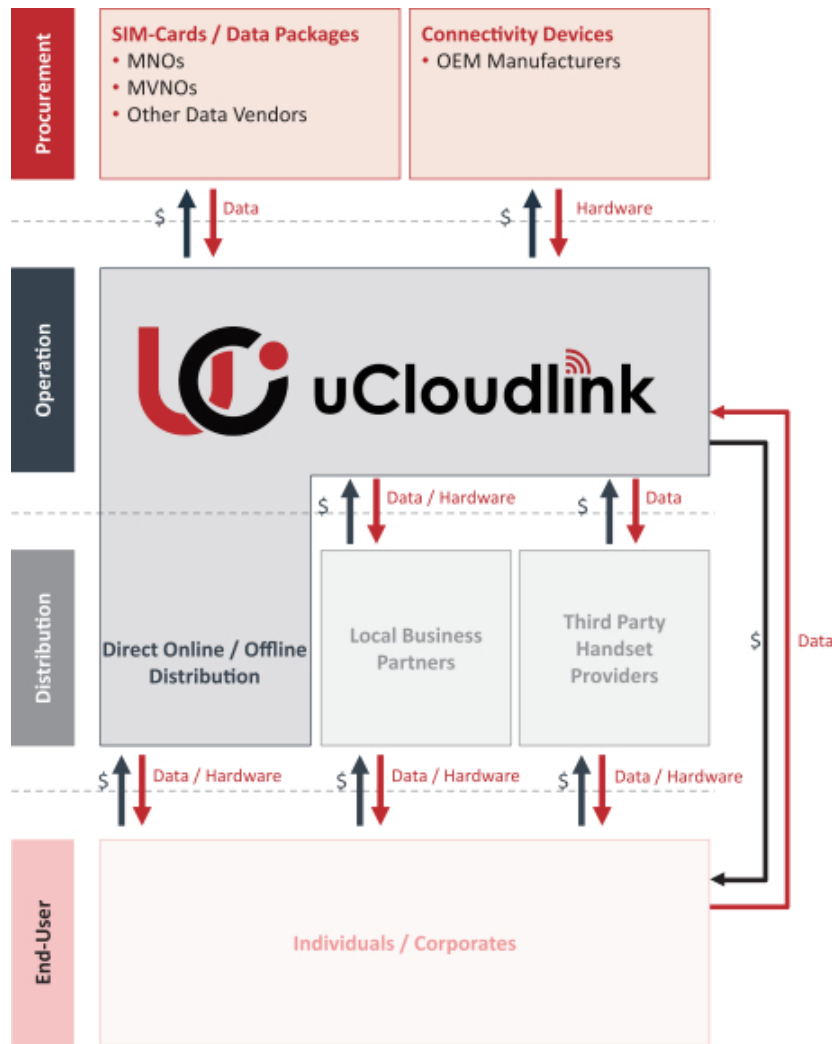 Procurement
SIM-Cards / Data Packages
• MNOs
• MVNOs
• Other Data Vendors
Connectivity Devices
• OEM Manufacturers
$
Data
$
Hardware
Operation
UCl uCloudlink
$
Data / Hardware
$
Data
Distribution
Direct Online / Offline
Distribution
Local Business
Partners
Third Party
Handset
Providers
$
Data
$
Data / Hardware
$
Data / Hardware
$
Data / Hardware
End-User
Individuals / Corporates